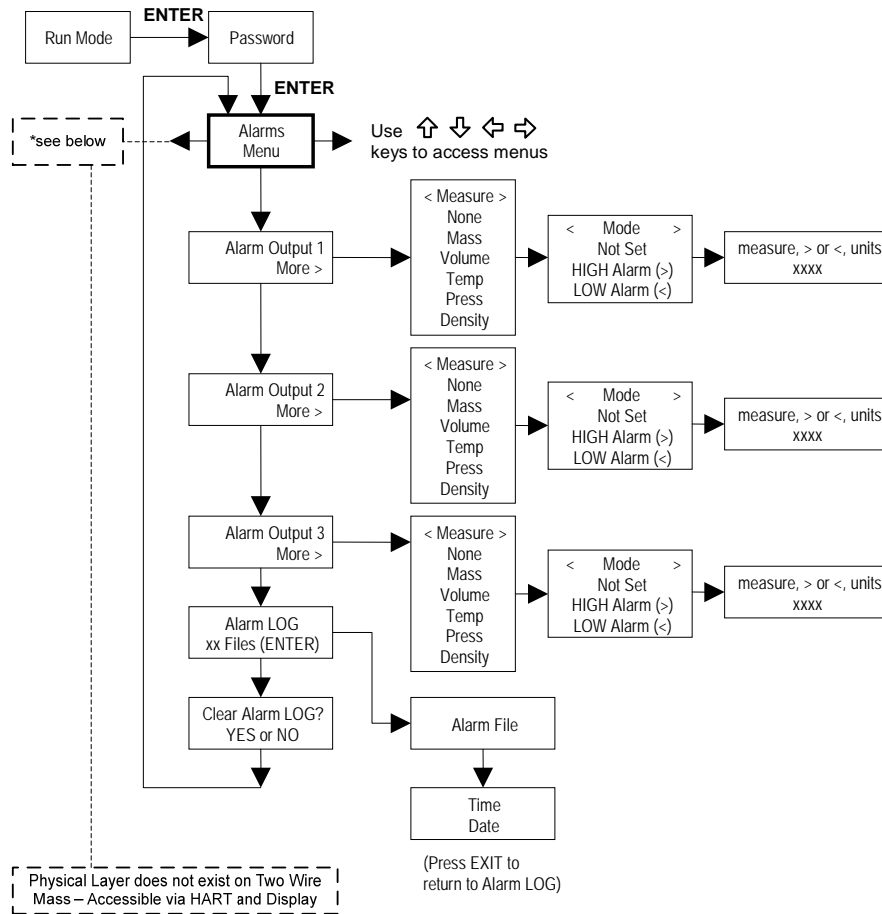 ENTER
Run Mode
Password
ENTER
*see below
Alarms
Menu
Use
keys to access menus
Alarm Output 1
More >
< Measure >
None
Mass
Volume
Temp
Press
Density
< Mode >
Not Set
HIGH Alarm (>)
LOW Alarm (<)
measure, > or <, units
xxxx
Alarm Output 2
More >
< Measure >
None
Mass
Volume
Temp
Press
Density
< Mode >
Not Set
HIGH Alarm (>)
LOW Alarm (<)
measure, > or <, units
xxxx
Alarm Output 3
More >
< Measure >
None
Mass
Volume
Temp
Press
Density
< Mode >
Not Set
HIGH Alarm (>)
LOW Alarm (<)
measure, > or <, units
xxxx
Alarm LOG
xx Files (ENTER)
Clear Alarm LOG?
YES or NO
Alarm File
Time
Date
(Press EXIT to
return to Alarm LOG)
Physical Layer does not exist on Two Wire
Mass – Accessible via HART and Display